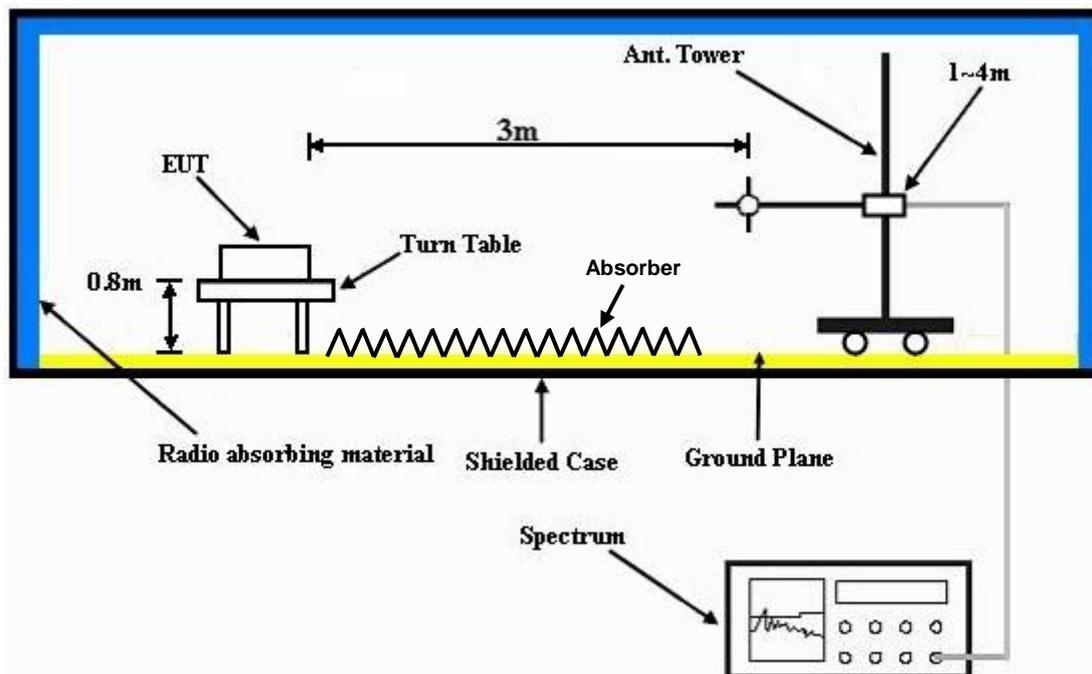 Ant. Tower
1~4m
3m
EUT
Turn Table
0.8m
Absorber
Radio absorbing material
Shielded Case
Ground Plane
Spectrum